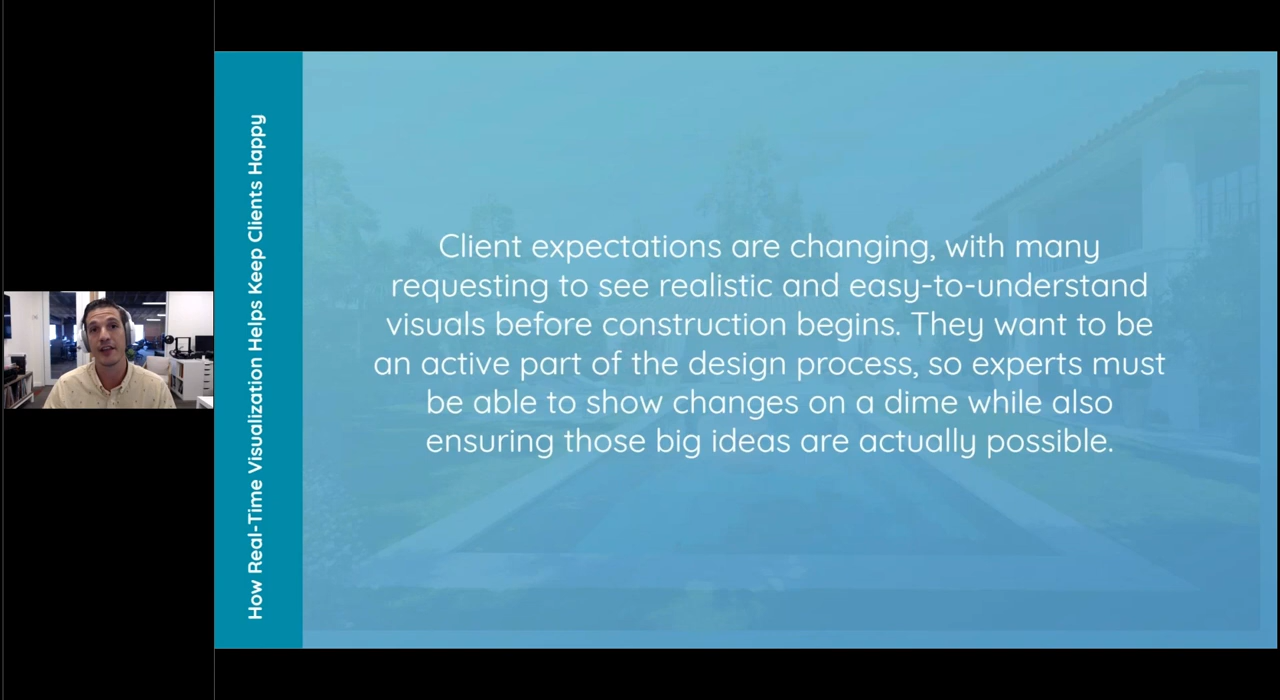 How Real-Time Visualization Helps Keep Clients Happy
Client expectations are changing, with many
requesting to see realistic and easy-to-understand
visuals before construction begins. They want to be
an active part of the design process, so experts must
be able to show changes on a dime while also
ensuring those big ideas are actually possible.